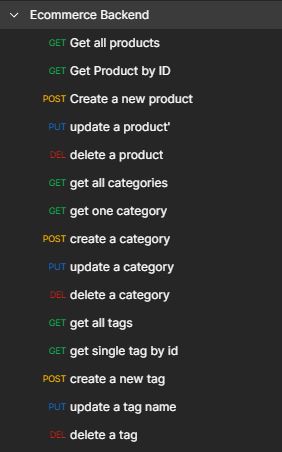 Ecommerce Backend
GET Get all products
GET Get Product by ID
POST Create a new product
PUT update a product'
DEL delete a product
GET get all categories
GET get one category
POST create a category
PUT update a category
DEL delete a category
GET get all tags
GET get single tag by id
POST create a new tag
PUT update a tag name
DEL delete a tag